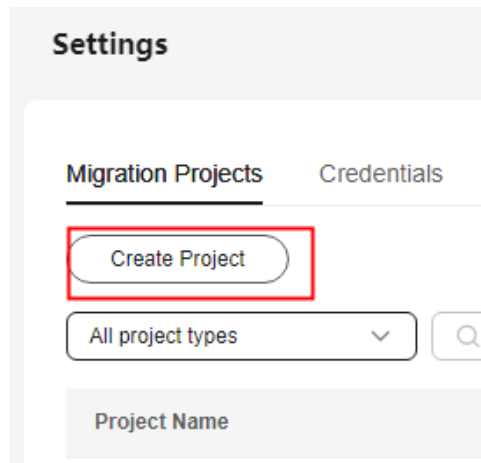 Settings
Migration Projects Credentials
Create Project
All project types
Project Name